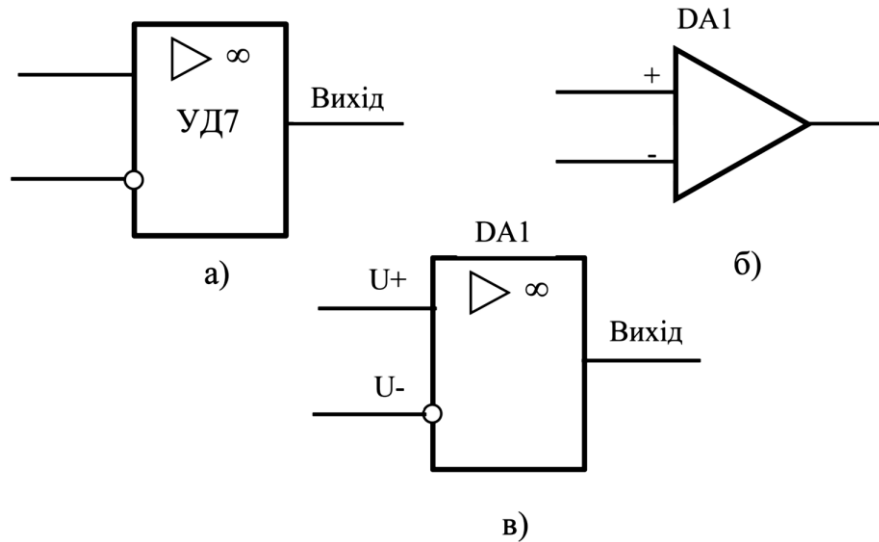 ∞
УД7
Вихід
а)
DA1
+
-
б)
DA1
∞
U+
U-
Вихід
в)